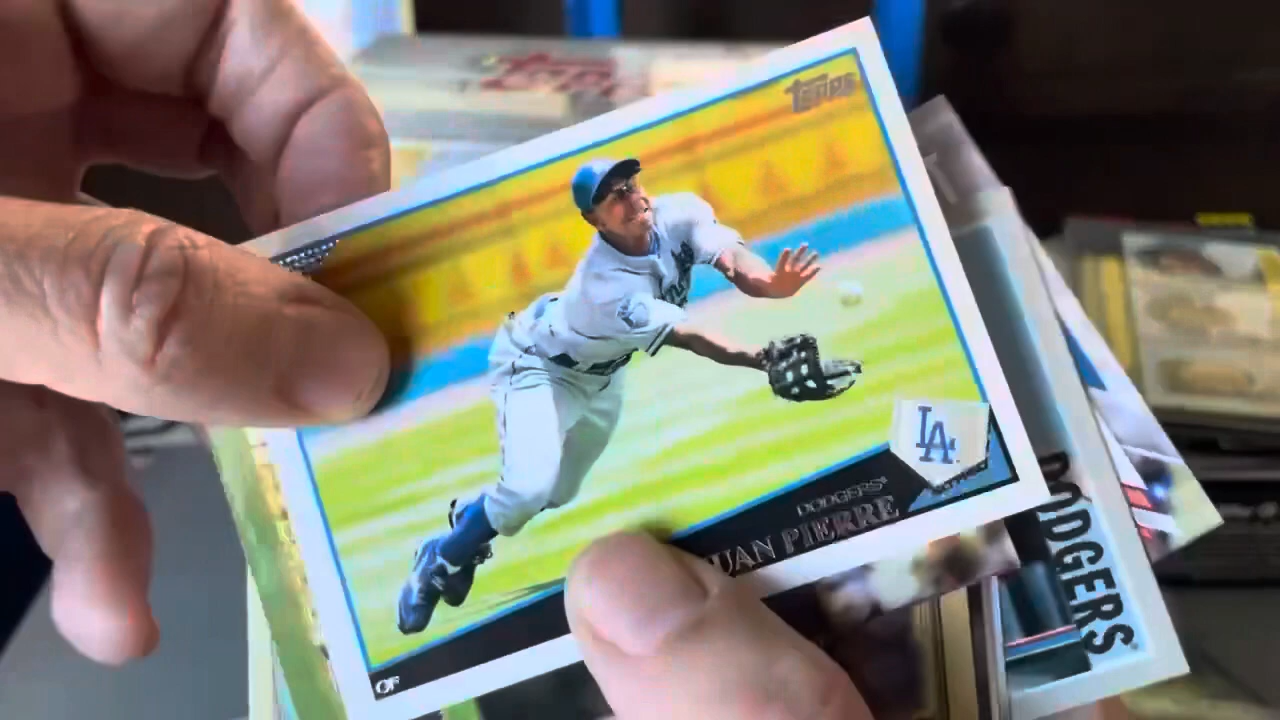 Topps
LA
DODGERS
UAN PIERRE
OF
DODGERS